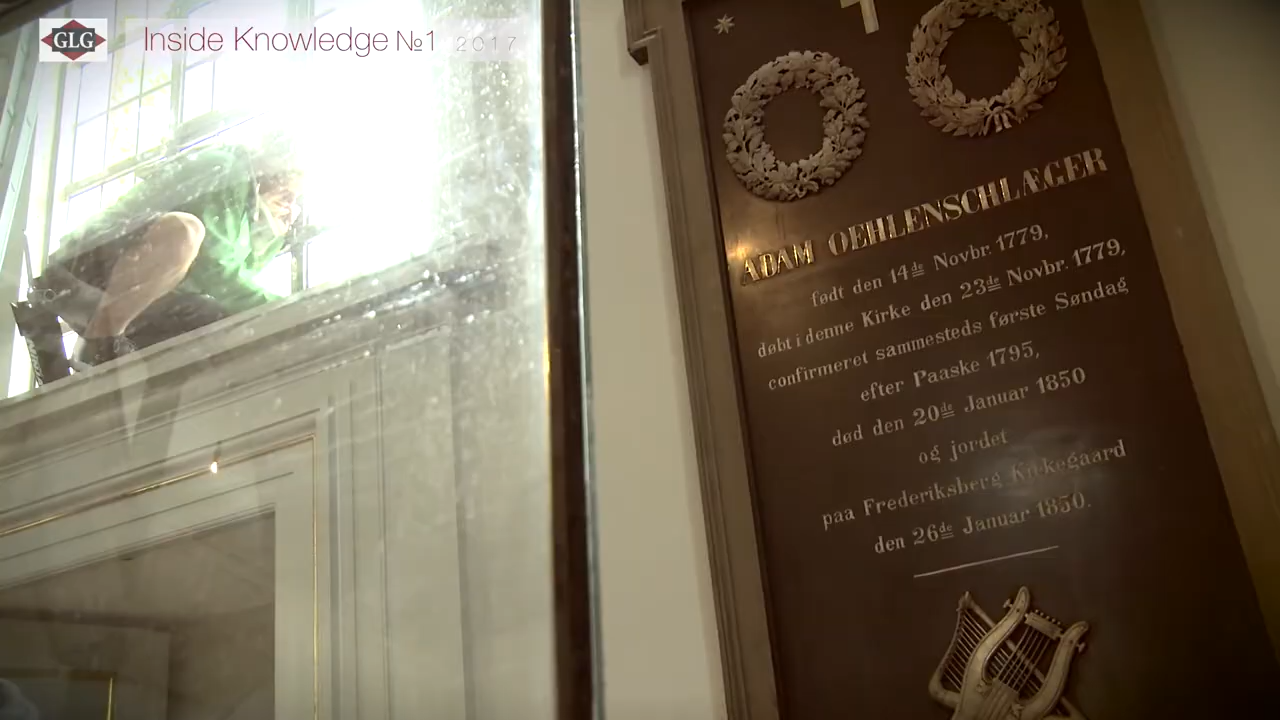 GLG
Inside Knowledge №1 2017
ADAM OEHLENSCHLÆGER
født den 14de Novbr. 1779,
døbt i denne Kirke den 23de Novbr. 1779,
confirmeret sammesteds første Søndag
efter Paaske 1795,
død den 20de Januar 1850
og jordet
paa Frederiksberg Kirkegaard
den 26de Januar 1850.